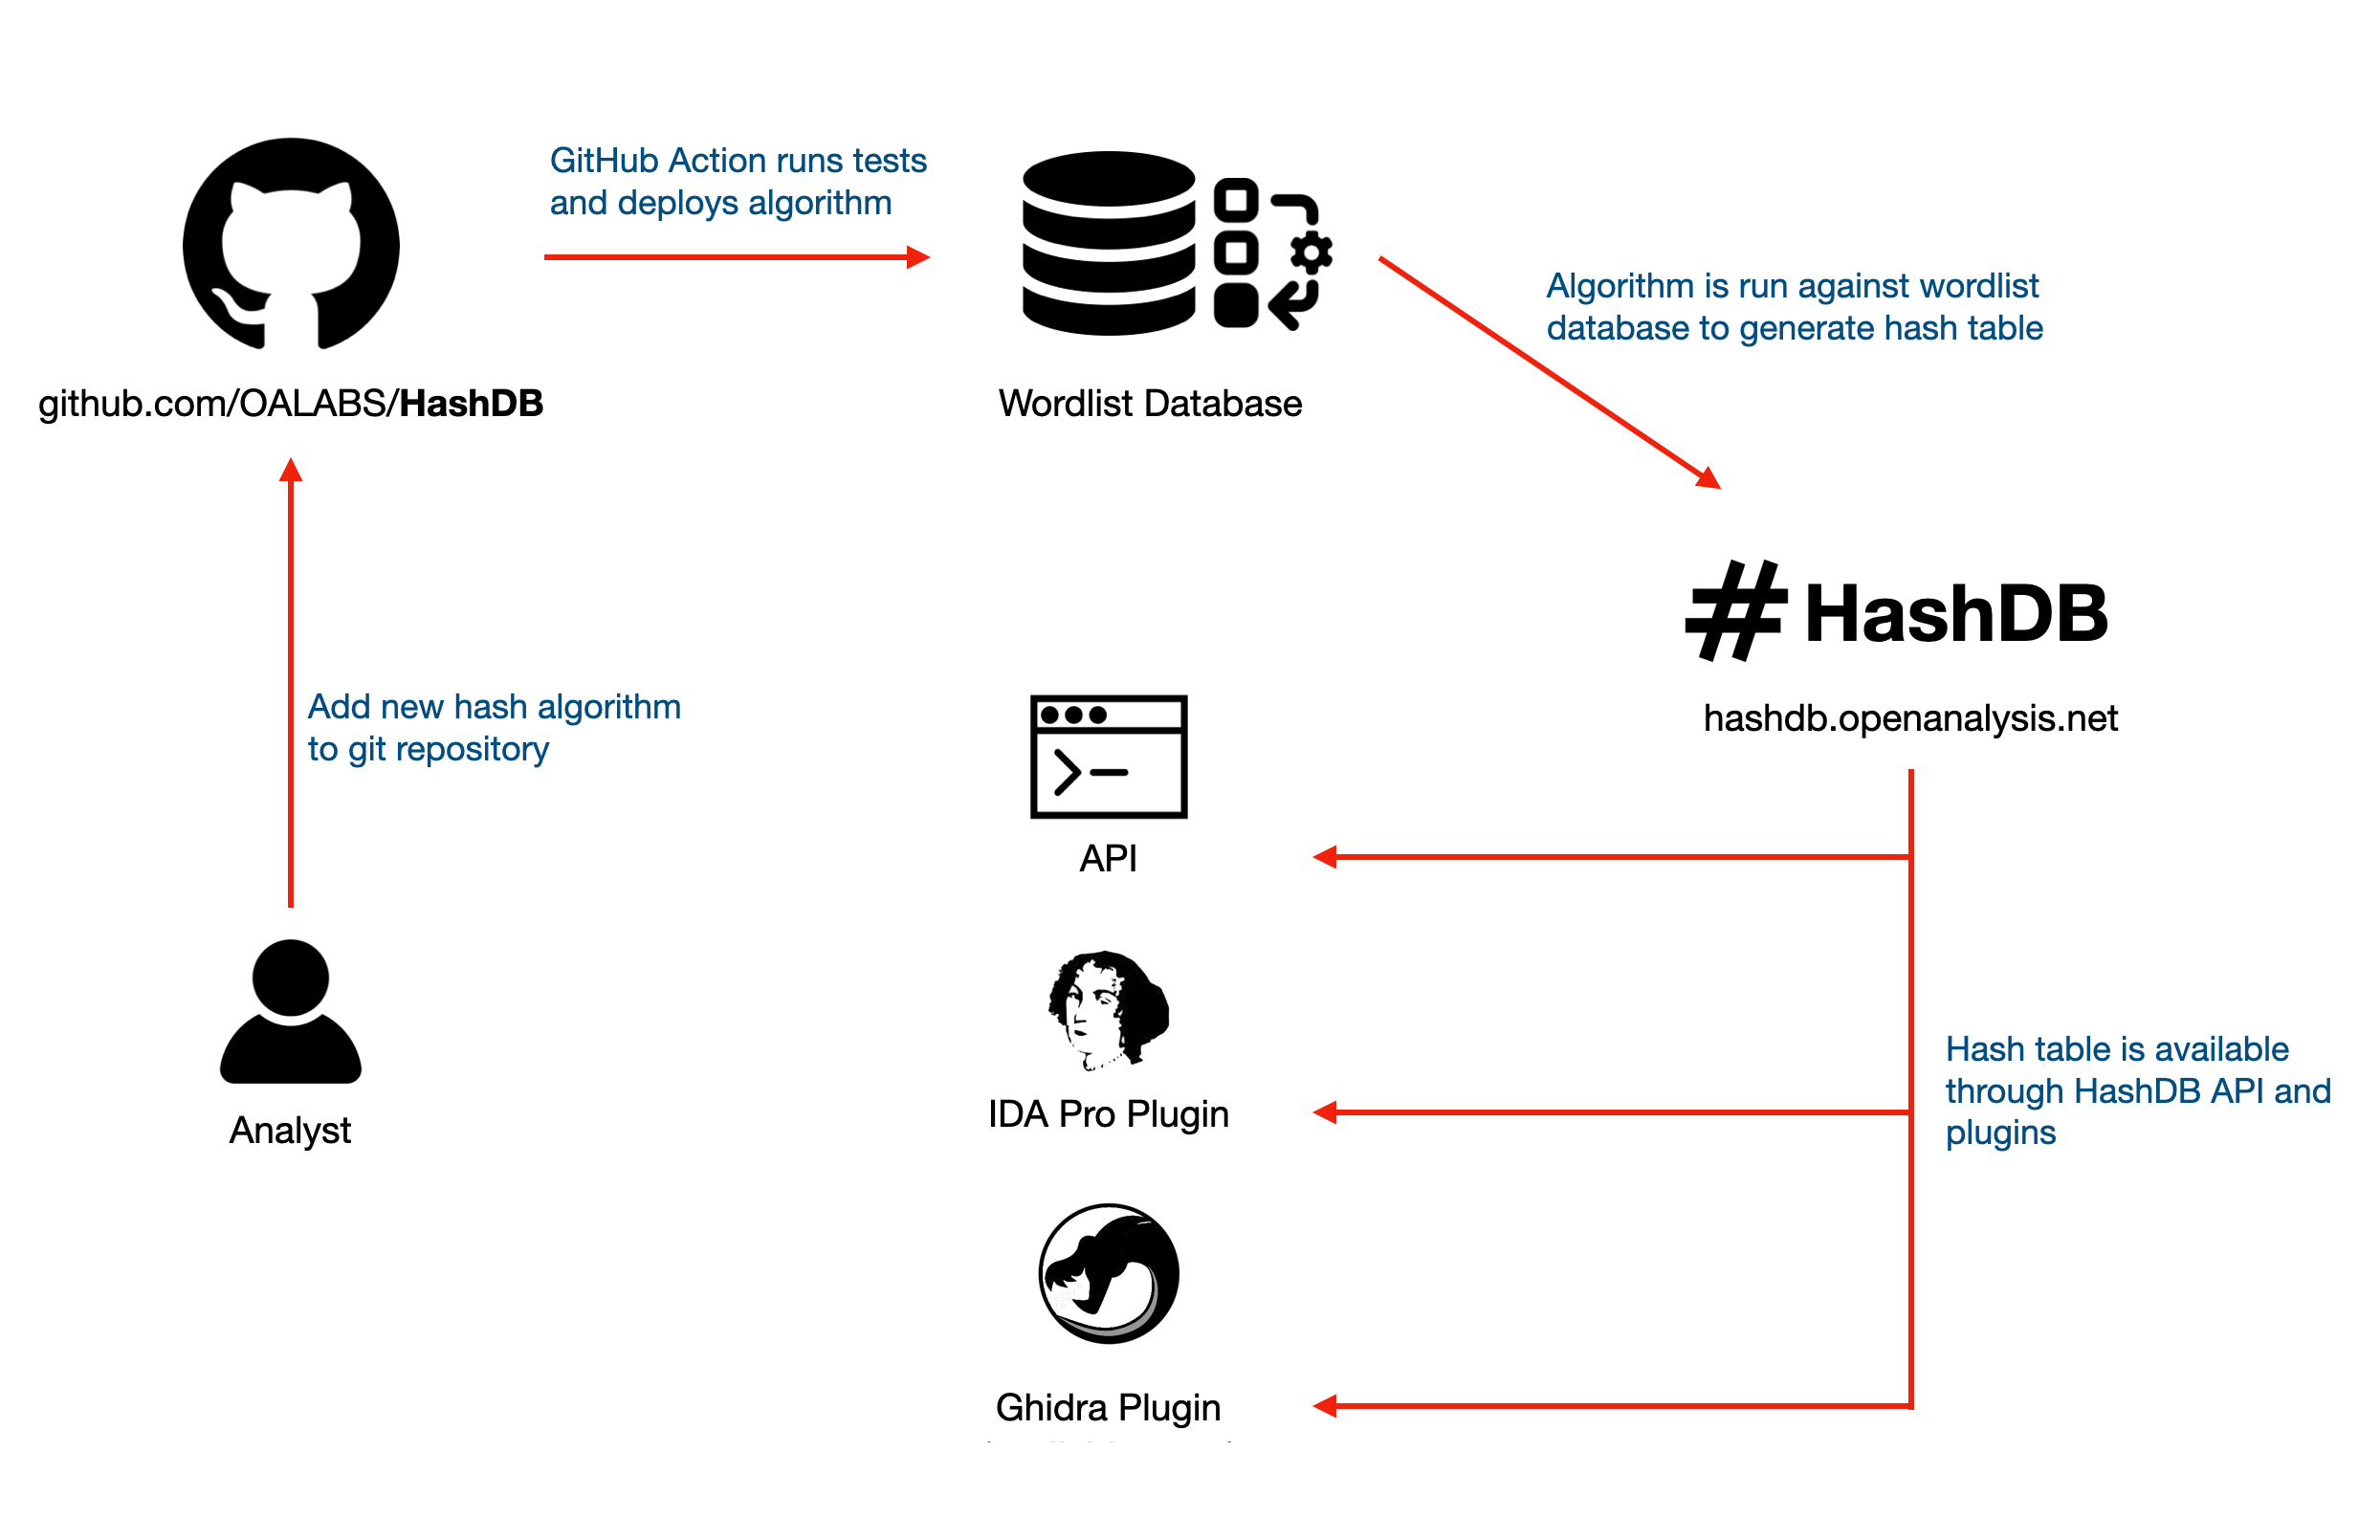 GitHub Action runs tests
and deploys algorithm
Algorithm is run against wordlist
database to generate hash table
github.com/OALABS/HashDB
Wordlist Database
# HashDB
hashdb.openanalysis.net
Add new hash algorithm
to git repository
API
Analyst
IDA Pro Plugin
Hash table is available
through HashDB API and
plugins
Ghidra Plugin